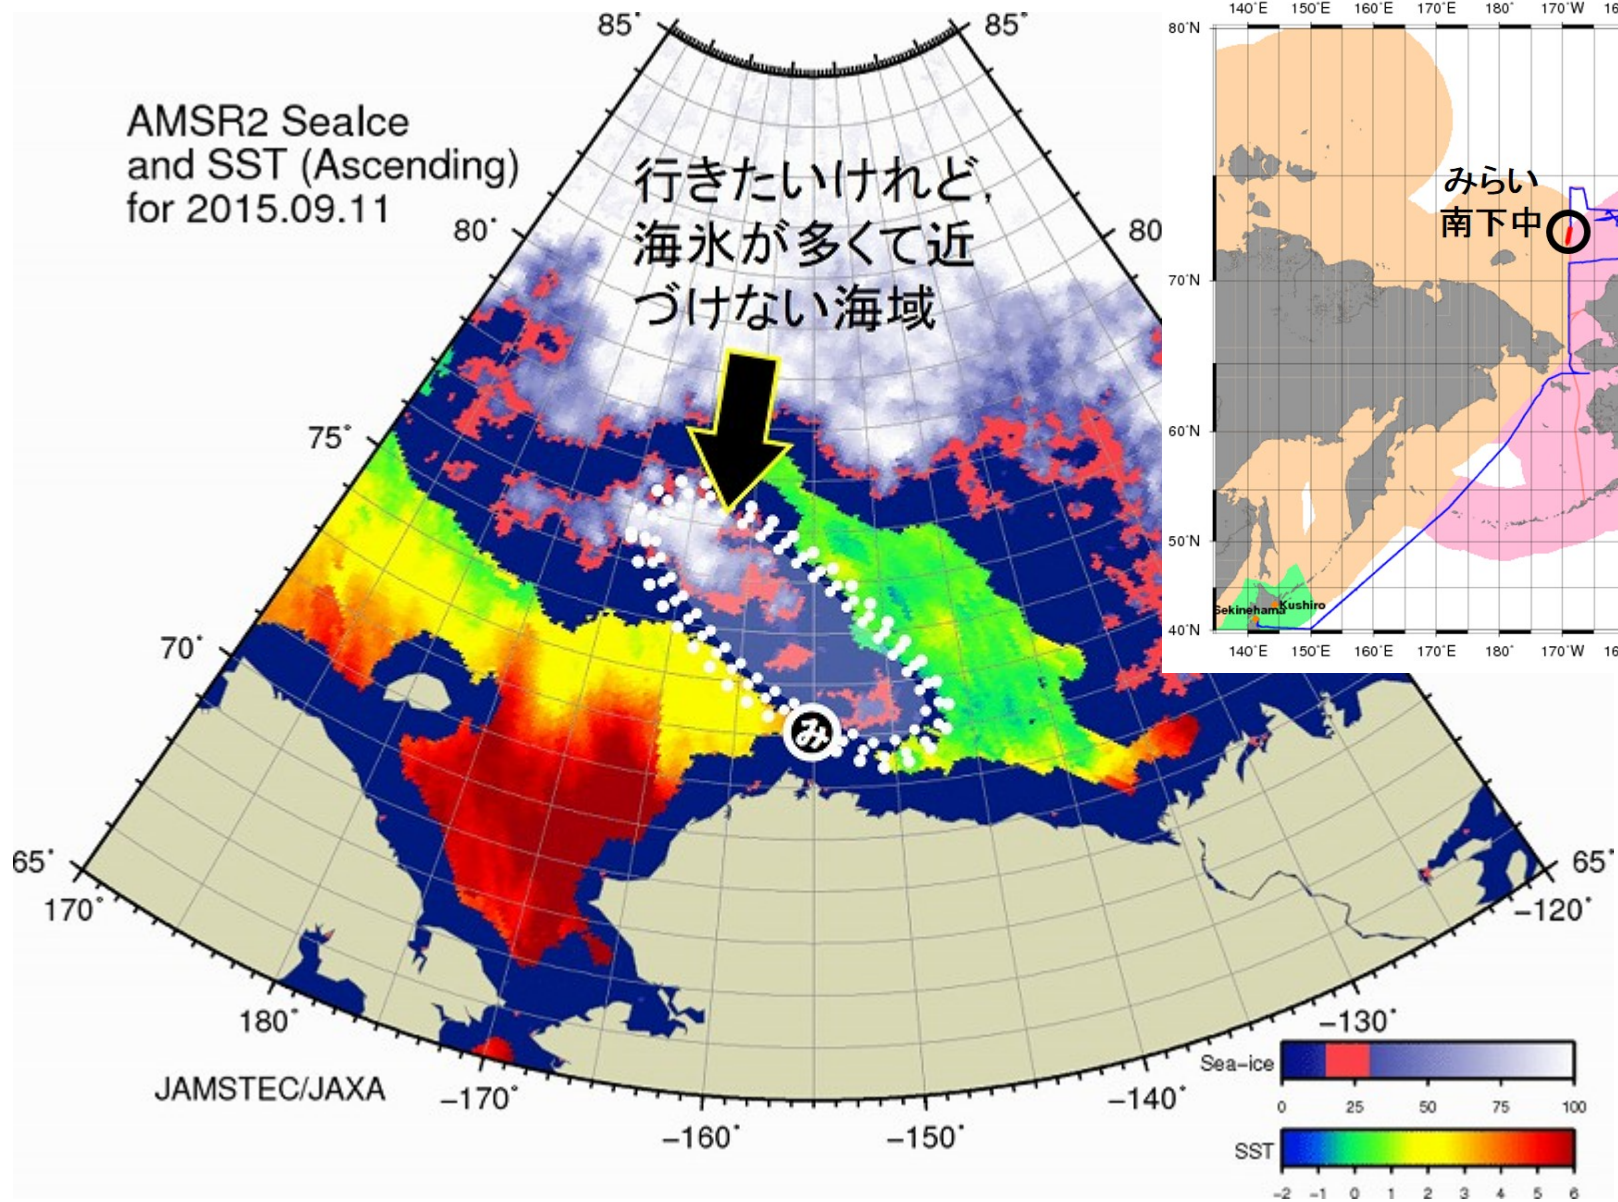 AMSR2 SeaIce
and SST (Ascending)
for 2015.09.11
行きたいけれど,
海氷が多くて近
づけない海域
み
85°
85°
80°
80
75°
70°
65°
65°
170°
180°
-170°
-160°
-150°
-140°
-130°
-120°
JAMSTEC/JAXA
Sea-ice
0 25 50 75 100
SST
-2 -1 0 1 2 3 4 5 6
140°E 150°E 160°E 170°E 180° 170°W 16
80°N
70°N
60°N
50°N
40°N
みらい
南下中
Sekinehama
Kushiro
140°E 150°E 160°E 170°E 180° 170°W 16